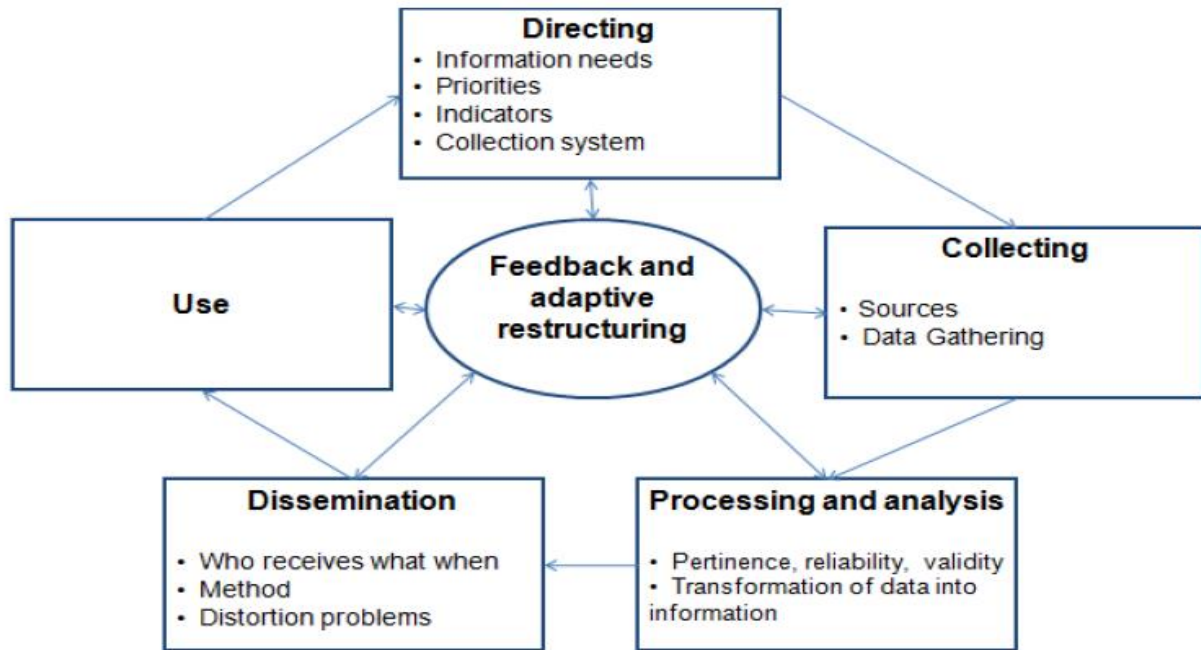 Directing
• Information needs
• Priorities
• Indicators
• Collection system
Use
Feedback and
adaptive
restructuring
Collecting
• Sources
• Data Gathering
Dissemination
• Who receives what when
• Method
• Distortion problems
Processing and analysis
• Pertinence, reliability, validity
• Transformation of data into
information